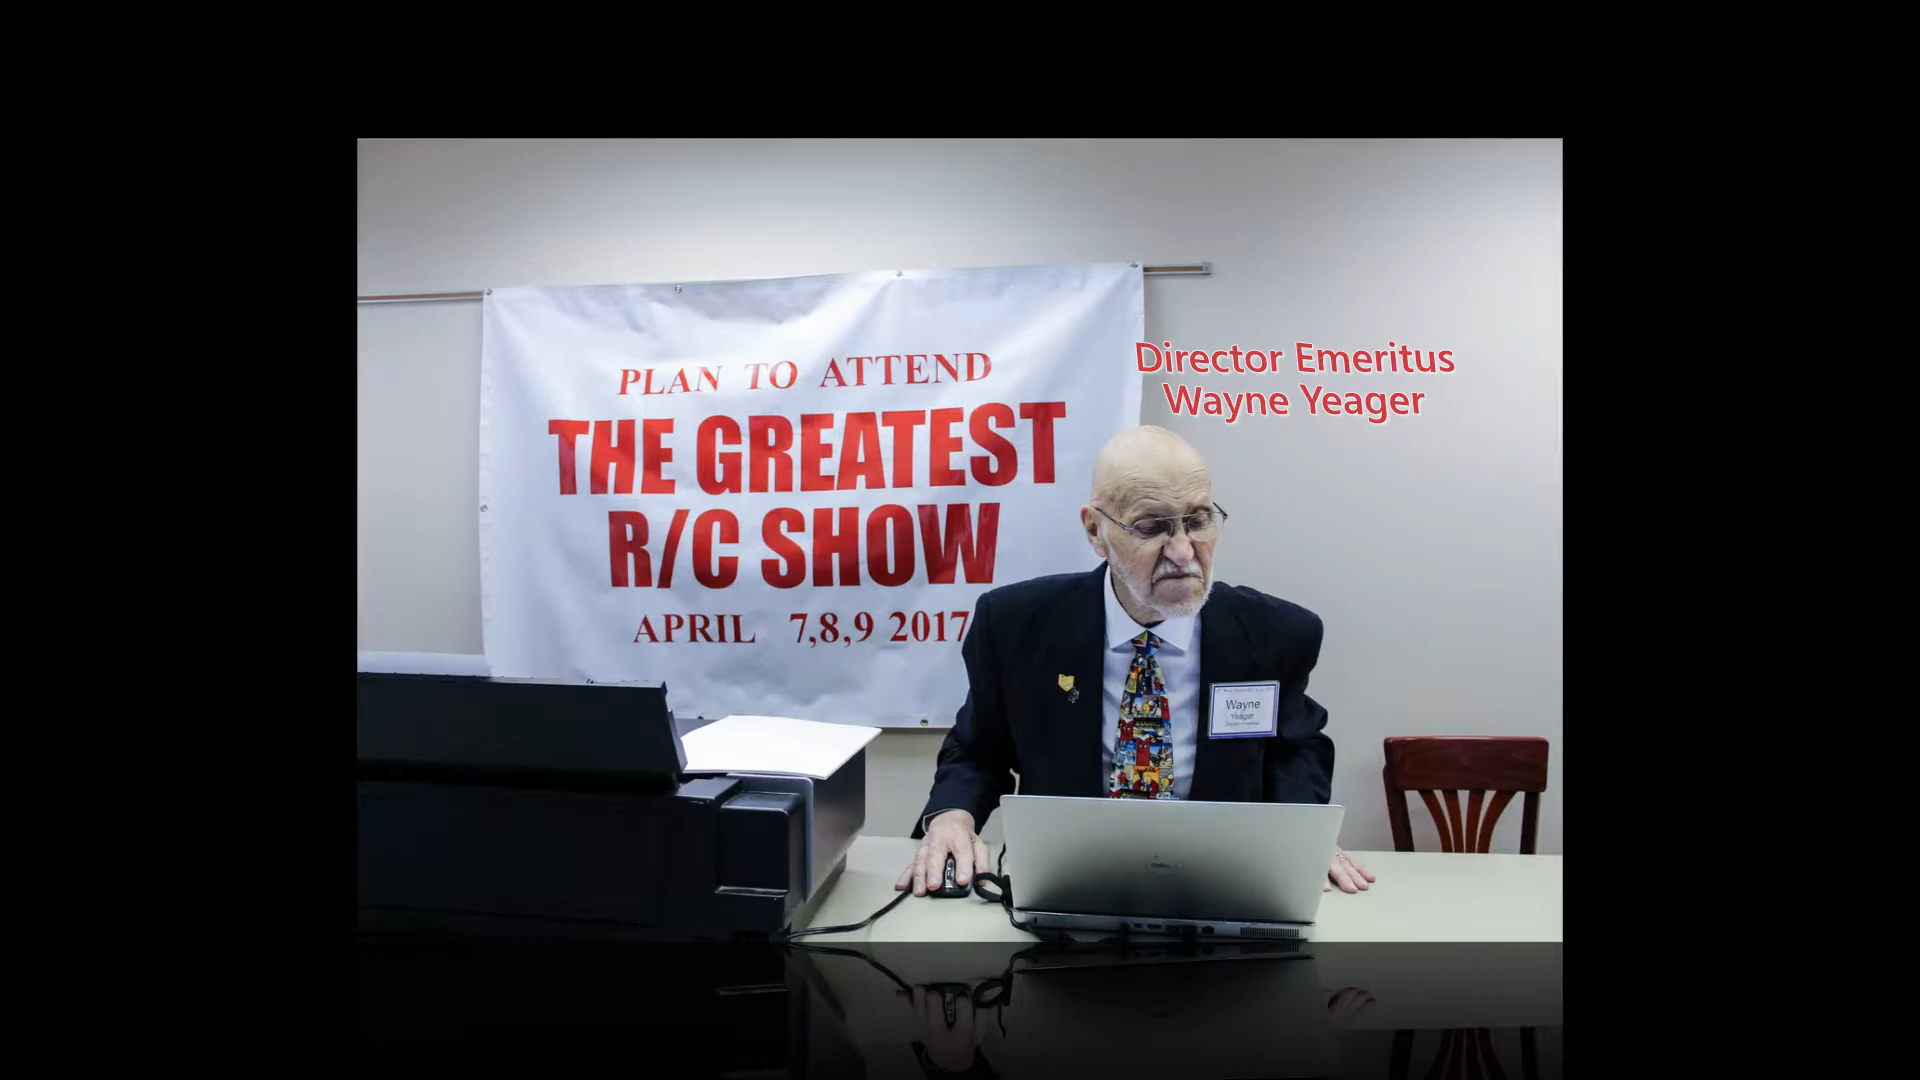 PLAN TO ATTEND
THE GREATEST
R/C SHOW
APRIL 7,8,9 2017
Director Emeritus
Wayne Yeager
Wayne
Yeager